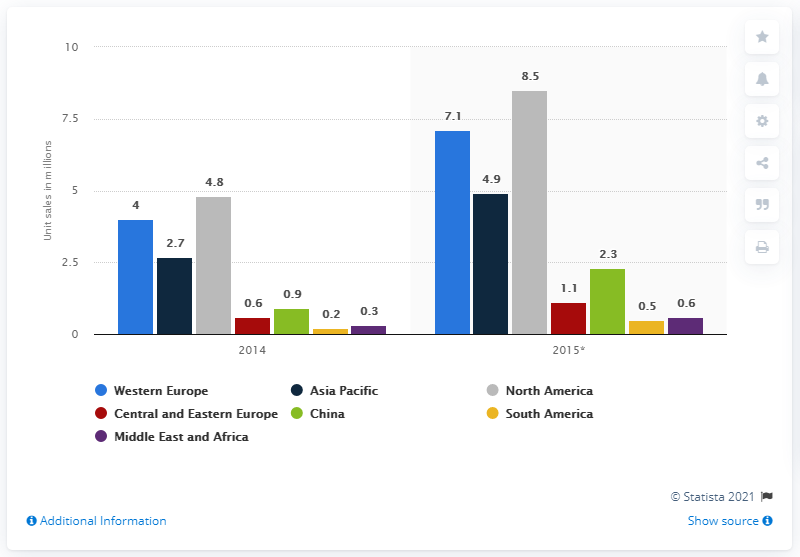 10
7.5
5
2.5
0
Unit sales in millions
4
2.7
4.8
0.6
0.9
0.2
0.3
7.1
4.9
8.5
1.1
2.3
0.5
0.6
2014
2015*
Western Europe
Asia Pacific
North America
Central and Eastern Europe
China
South America
Middle East and Africa
© Statista 2021
Additional Information
Show source